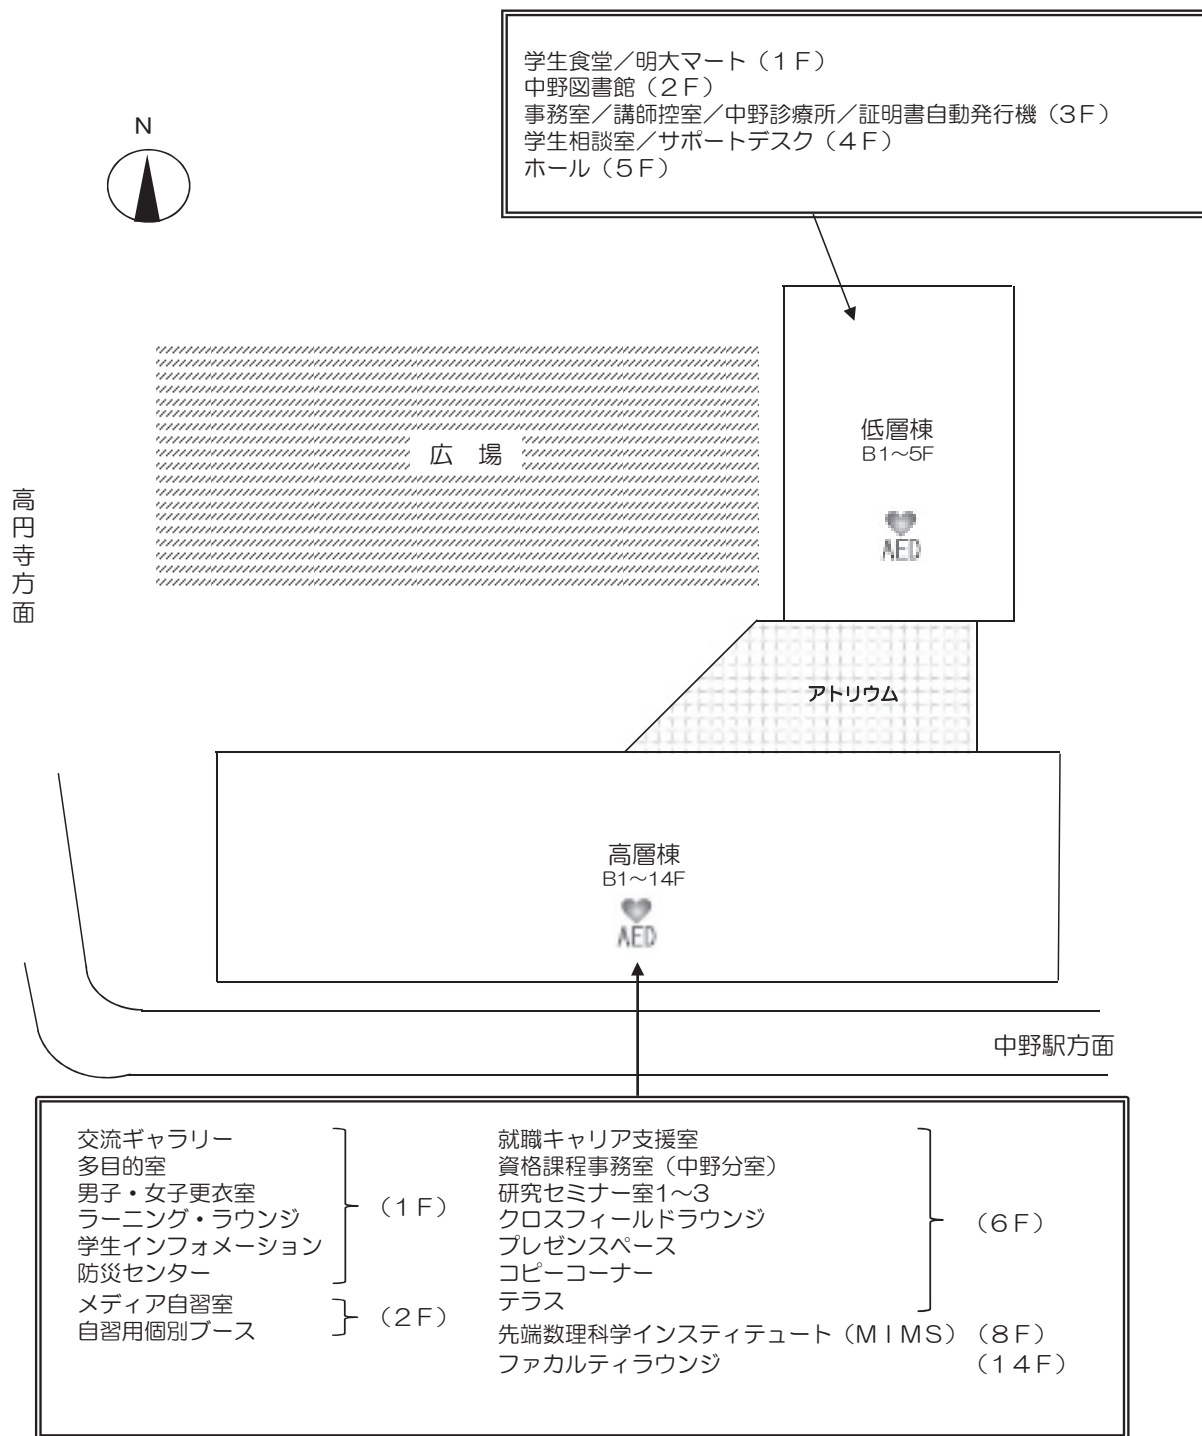 学生食堂／明大マート（１Ｆ）
中野図書館（２Ｆ）
事務室／講師控室／中野診療所／証明書自動発行機（３Ｆ）
学生相談室／サポートデスク（４Ｆ）
ホール（５Ｆ）
N
低層棟
B1～5F
AED
広　場
高円寺方面
アトリウム
高層棟
B1～14F
AED
中野駅方面
交流ギャラリー
多目的室
男子・女子更衣室
ラーニング・ラウンジ
学生インフォメーション
防災センター
（１Ｆ）
メディア自習室
自習用個別ブース
（２Ｆ）
就職キャリア支援室
資格課程事務室（中野分室）
研究セミナー室1～3
クロスフィールドラウンジ
プレゼンスペース
コピーコーナー
テラス
（６Ｆ）
先端数理科学インスティテュート（ＭＩＭＳ）（８Ｆ）
ファカルティラウンジ　（１４Ｆ）